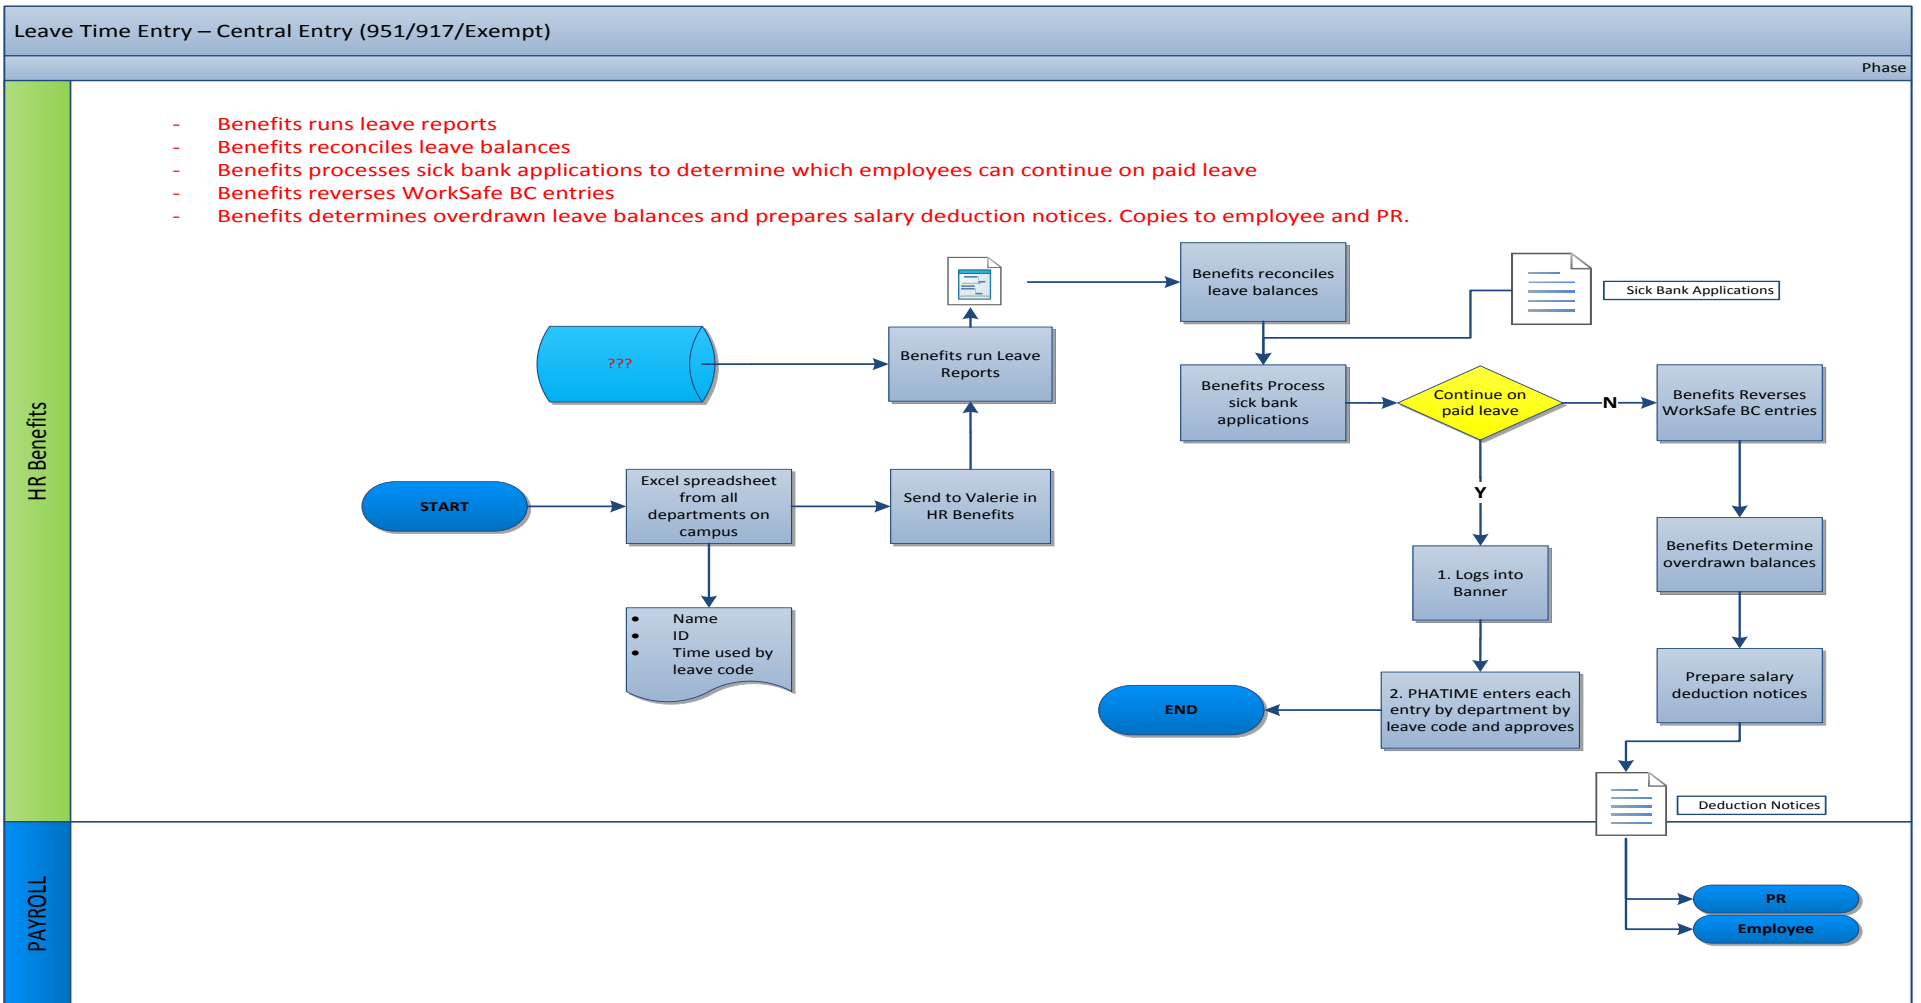 Leave Time Entry – Central Entry (951/917/Exempt)
Phase
HR Benefits
- Benefits runs leave reports
- Benefits reconciles leave balances
- Benefits processes sick bank applications to determine which employees can continue on paid leave
- Benefits reverses WorkSafe BC entries
- Benefits determines overdrawn leave balances and prepares salary deduction notices. Copies to employee and PR.
START
Excel spreadsheet
from all
departments on
campus
• Name
• ID
• Time used by
leave code
Send to Valerie in
HR Benefits
???
Benefits run Leave
Reports
Benefits reconciles
leave balances
Sick Bank Applications
Benefits Process
sick bank
applications
Continue on
paid leave
N
Benefits Reverses
WorkSafe BC entries
Y
1. Logs into
Banner
Benefits Determine
overdrawn balances
2. PHATIME enters each
entry by department by
leave code and approves
END
Prepare salary
deduction notices
Deduction Notices
PAYROLL
PR
Employee